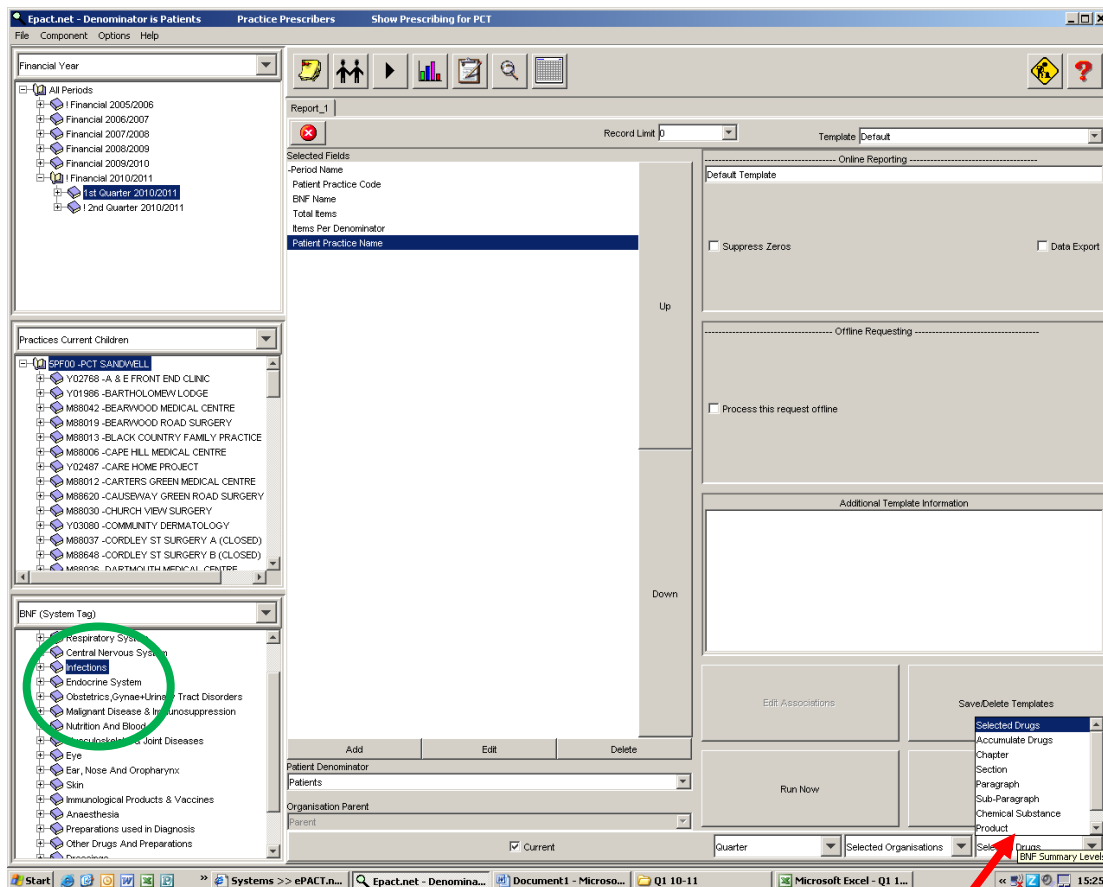 Epact.net - Denominator is Patients Practice Prescribers Show Prescribing for PCT
File Component Options Help
Financial Year
All Periods
! Financial 2005/2006
Financial 2006/2007
Financial 2007/2008
Financial 2008/2009
Financial 2009/2010
! Financial 2010/2011
1st Quarter 2010/2011
! 2nd Quarter 2010/2011
Practices Current Children
5PF00 -PCT SANDWELL
Y02768 -A & E FRONT END CLINIC
Y01986 -BARTHOLOMEW LODGE
M88042 -BEARWOOD MEDICAL CENTRE
M88019 -BEARWOOD ROAD SURGERY
M88013 -BLACK COUNTRY FAMILY PRACTICE
M88006 -CAPE HILL MEDICAL CENTRE
Y02487 -CARE HOME PROJECT
M88012 -CARTERS GREEN MEDICAL CENTRE
M88620 -CAUSEWAY GREEN ROAD SURGERY
M88030 -CHURCH VIEW SURGERY
Y03080 -COMMUNITY DERMATOLOGY
M88037 -CORDLEY ST SURGERY A (CLOSED)
M88648 -CORDLEY ST SURGERY B (CLOSED)
M88036 -DARTMOUTH MEDICAL CENTRE
BNF (System Tag)
Respiratory System
Central Nervous System
Infections
Endocrine System
Obstetrics,Gynae+Urinary Tract Disorders
Malignant Disease & Immunosuppression
Nutrition And Blood
Musculoskeletal & Joint Diseases
Eye
Ear, Nose And Oropharynx
Skin
Immunological Products & Vaccines
Anaesthesia
Preparations used in Diagnosis
Other Drugs And Preparations
Dressings
Report_1
Record Limit 0
Template Default
Selected Fields
-Period Name
Patient Practice Code
BNF Name
Total Items
Items Per Denominator
Patient Practice Name
Up
Down
Add Edit Delete
Patient Denominator
Patients
Organisation Parent
Parent
Current
Online Reporting
Default Template
Suppress Zeros Data Export
Offline Requesting
Process this request offline
Additional Template Information
Edit Associations
Save/Delete Templates
Run Now
Selected Drugs
Accumulate Drugs
Chapter
Section
Paragraph
Sub-Paragraph
Chemical Substance
Product
Quarter Selected Organisations Selected Drugs
BNF Summary Levels
Start » Systems >> ePACT.n... Epact.net - Denomina... Document1 - Microso... Q1 10-11 Microsoft Excel - Q1 1... « 15:25